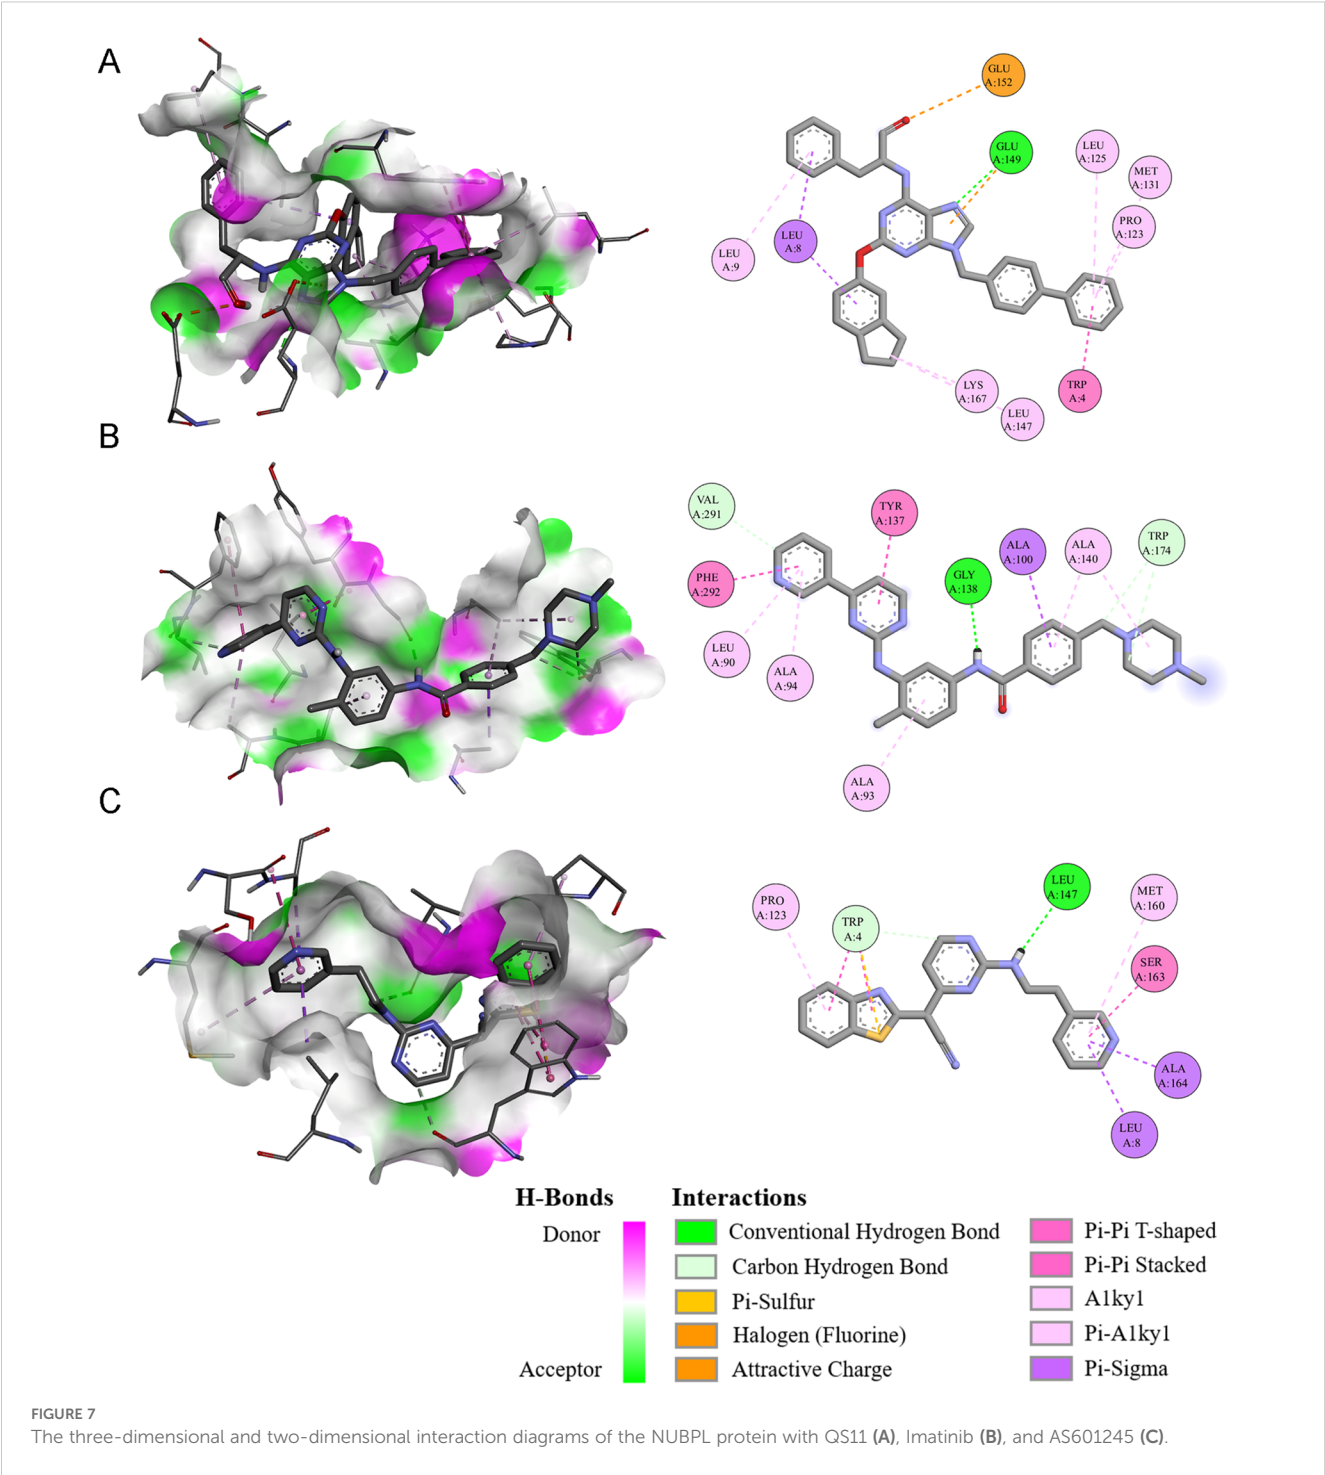 A
GLU
A:152
GLU
A:149
LEU
A:125
MET
A:131
PRO
A:123
LEU
A:8
LEU
A:9
LYS
A:167
LEU
A:147
TRP
A:4
B
VAL
A:291
TYR
A:137
PHE
A:292
GLY
A:138
ALA
A:100
ALA
A:140
TRP
A:174
LEU
A:90
ALA
A:94
ALA
A:93
C
PRO
A:123
TRP
A:4
LEU
A:147
MET
A:160
SER
A:163
ALA
A:164
LEU
A:8
H-Bonds
Donor
Acceptor
Interactions
Conventional Hydrogen Bond
Carbon Hydrogen Bond
Pi-Sulfur
Halogen (Fluorine)
Attractive Charge
Pi-Pi T-shaped
Pi-Pi Stacked
A1ky1
Pi-A1ky1
Pi-Sigma
FIGURE 7
The three-dimensional and two-dimensional interaction diagrams of the NUBPL protein with QS11 (A), Imatinib (B), and AS601245 (C).